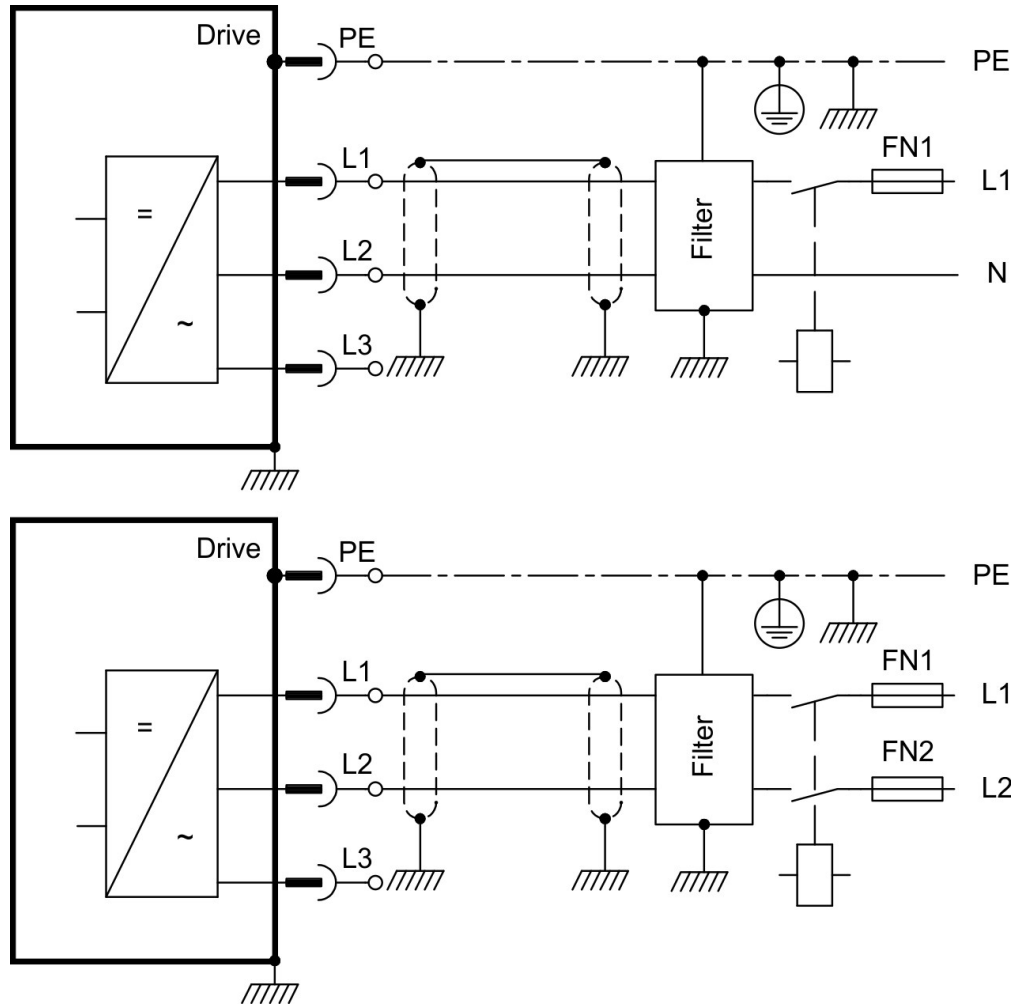 Drive PE PE
L1 FN1 L1
= L2 Filter N
~ L3
Drive PE PE
L1 FN1 L1
= L2 Filter FN2 L2
~ L3